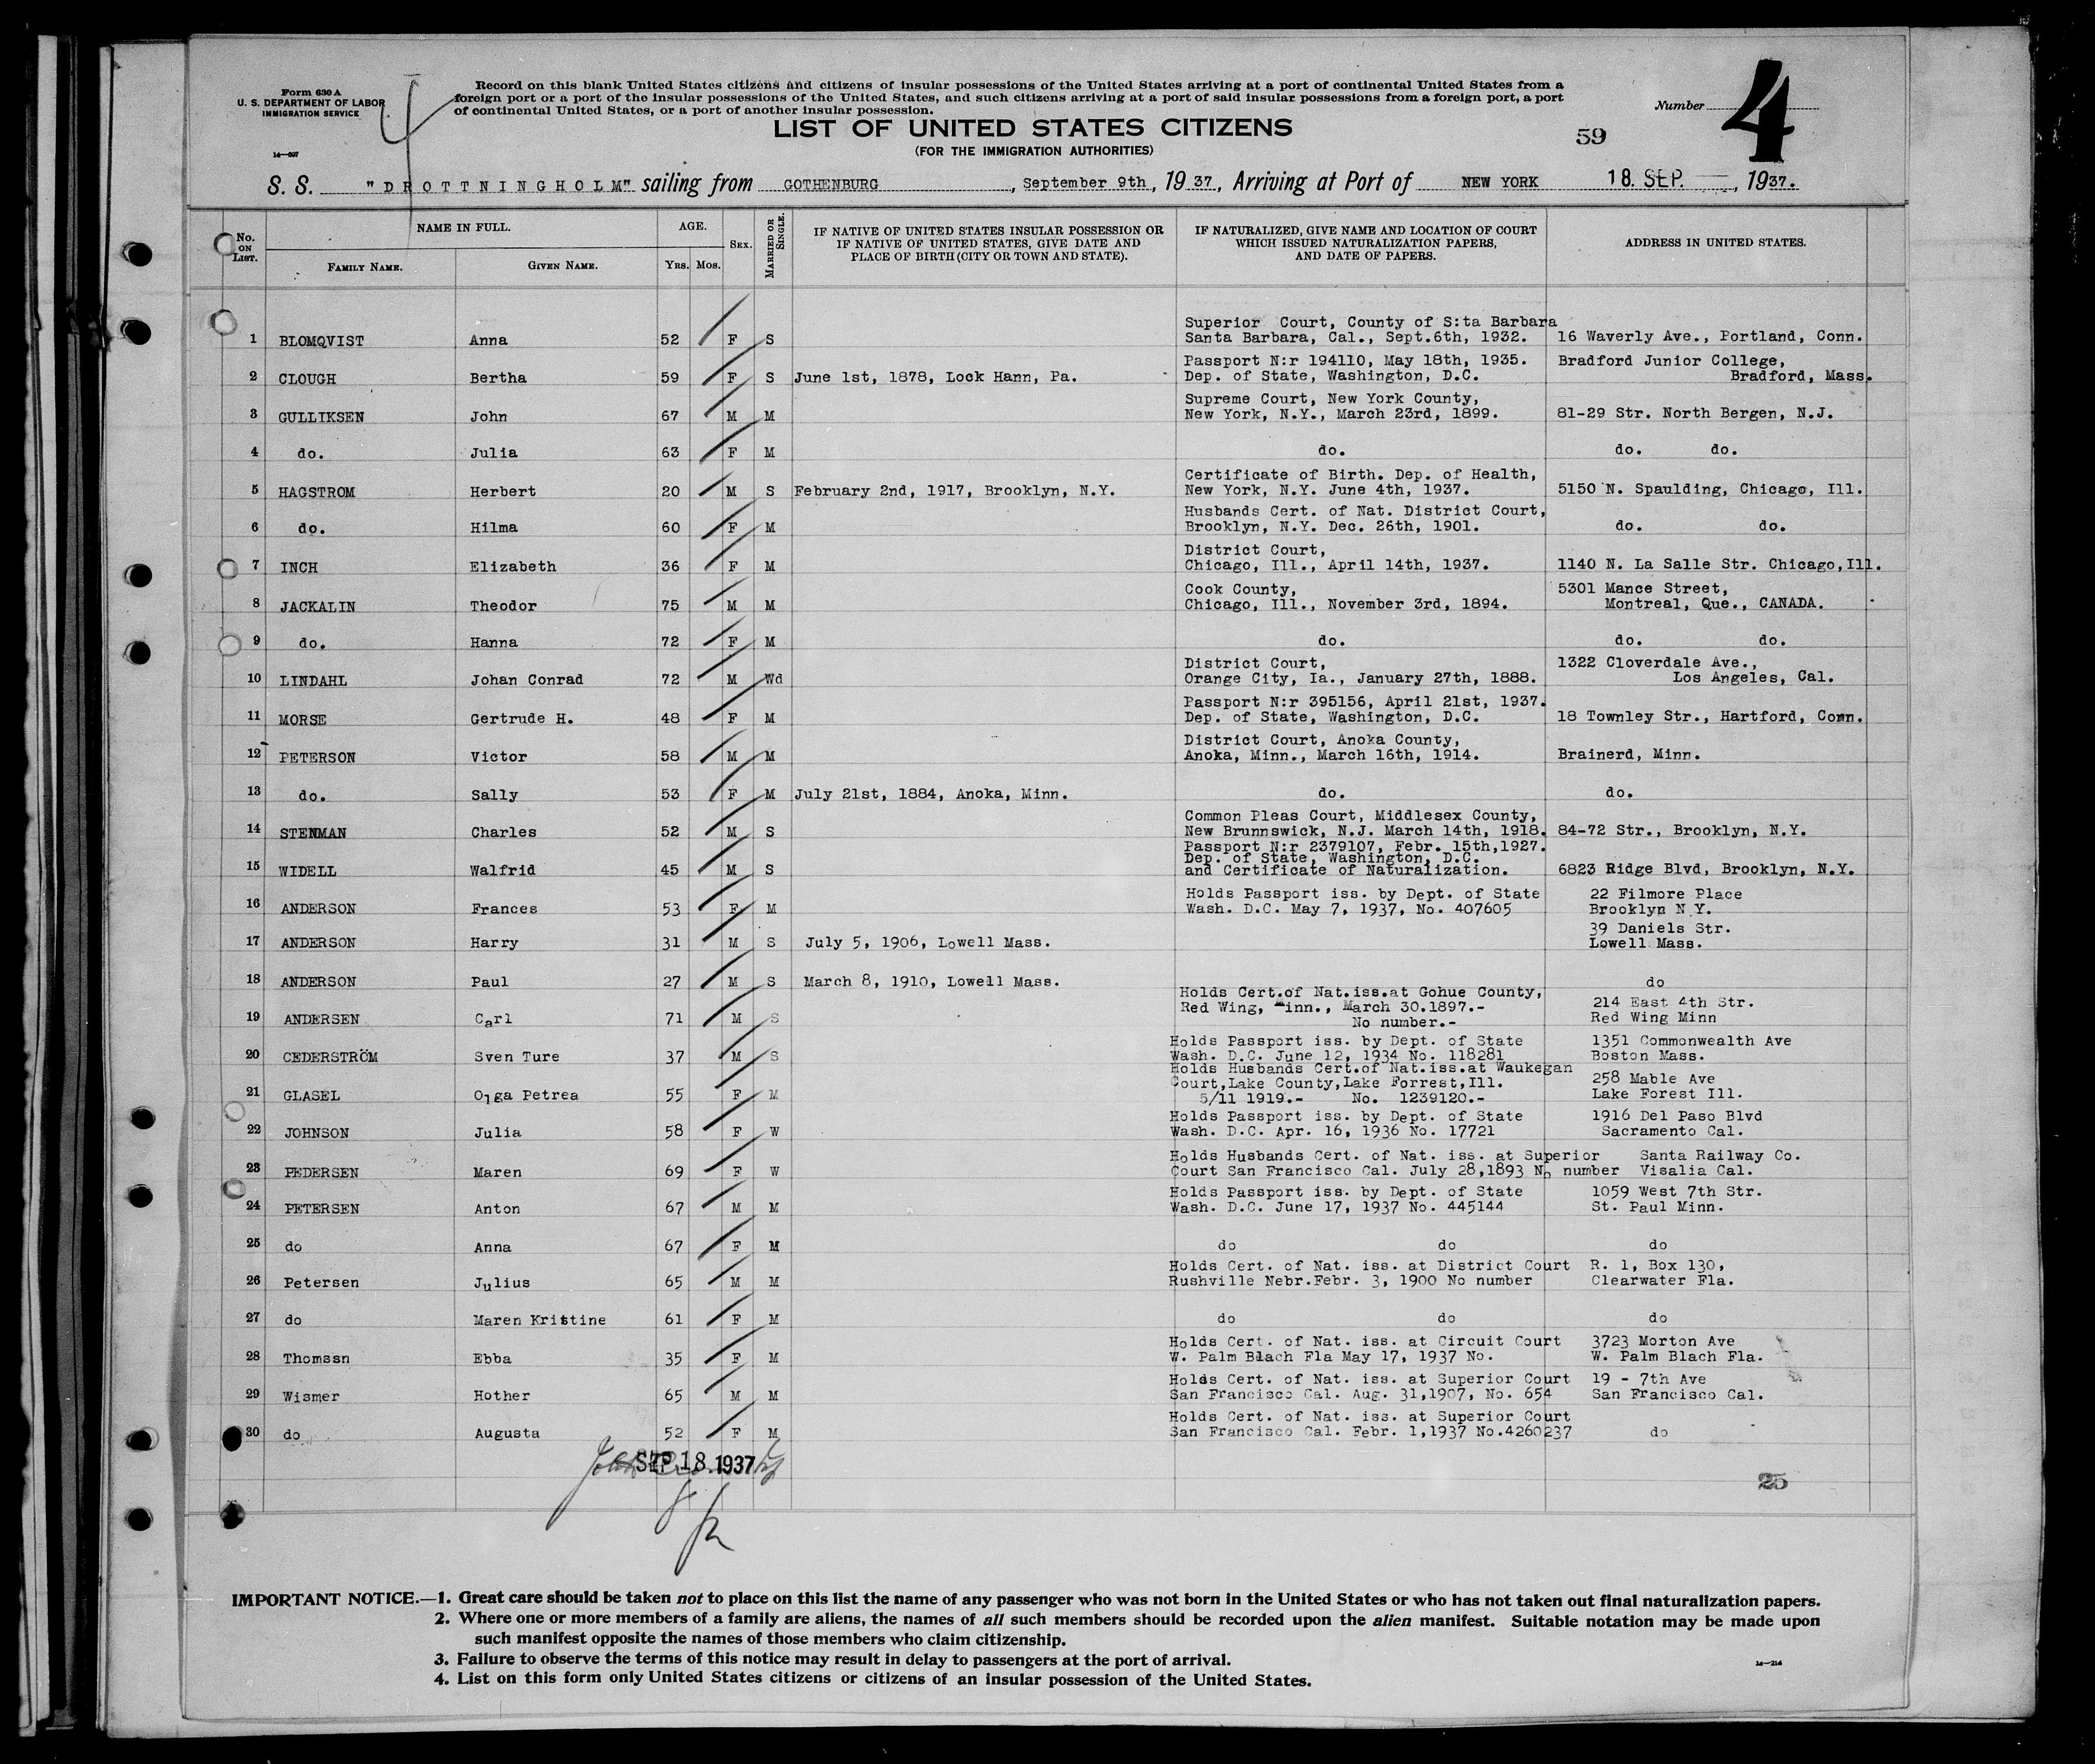 Form 630 A
U. S. DEPARTMENT OF LABOR
IMMIGRATION SERVICE
14—607
Record on this blank United States citizens and citizens of insular possessions of the United States arriving at a port of continental United States from a
foreign port or a port of the insular possessions of the United States, and such citizens arriving at a port of said insular possessions from a foreign port, a port
of continental United States, or a port of another insular possession.
LIST OF UNITED STATES CITIZENS
(FOR THE IMMIGRATION AUTHORITIES)
Number 4
59
S. S. "DROTTNINGHOLM" sailing from GOTHENBURG, September 9th, 19 37, Arriving at Port of NEW YORK 18. SEP., 1937.
No. ON LIST. NAME IN FULL. FAMILY NAME. GIVEN NAME. AGE. YRS. MOS. SEX. MARRIED OR SINGLE. IF NATIVE OF UNITED STATES INSULAR POSSESSION OR IF NATIVE OF UNITED STATES, GIVE DATE AND PLACE OF BIRTH (CITY OR TOWN AND STATE). IF NATURALIZED, GIVE NAME AND LOCATION OF COURT WHICH ISSUED NATURALIZATION PAPERS, AND DATE OF PAPERS. ADDRESS IN UNITED STATES.
Superior Court, County of S:ta Barbara
1 BLOMQVIST Anna 52 F S Santa Barbara, Cal., Sept.6th, 1932. 16 Waverly Ave., Portland, Conn.
Passport N:r 194110, May 18th, 1935. Bradford Junior College,
2 CLOUGH Bertha 59 F S June 1st, 1878, Lock Hann, Pa. Dep. of State, Washington, D.C. Bradford, Mass.
Supreme Court, New York County,
3 GULLIKSEN John 67 M M New York, N.Y., March 23rd, 1899. 81-29 Str. North Bergen, N.J.
4 do. Julia 63 F M do. do. do.
Certificate of Birth. Dep. of Health,
5 HAGSTROM Herbert 20 M S February 2nd, 1917, Brooklyn, N.Y. New York, N.Y. June 4th, 1937. 5150 N. Spaulding, Chicago, Ill.
Husbands Cert. of Nat. District Court,
6 do. Hilma 60 F M Brooklyn, N.Y. Dec. 26th, 1901. do. do.
District Court,
7 INCH Elizabeth 36 F M Chicago, Ill., April 14th, 1937. 1140 N. La Salle Str. Chicago,Ill.
Cook County, 5301 Mance Street,
8 JACKALIN Theodor 75 M M Chicago, Ill., November 3rd, 1894. Montreal, Que., CANADA.
9 do. Hanna 72 F M do. do. do.
District Court, 1322 Cloverdale Ave.,
10 LINDAHL Johan Conrad 72 M Wd Orange City, Ia., January 27th, 1888. Los Angeles, Cal.
Passport N:r 395156, April 21st, 1937.
11 MORSE Gertrude H. 48 F M Dep. of State, Washington, D.C. 18 Townley Str., Hartford, Conn.
District Court, Anoka County,
12 PETERSON Victor 58 M M Anoka, Minn., March 16th, 1914. Brainerd, Minn.
13 do. Sally 53 F M July 21st, 1884, Anoka, Minn. do. do.
Common Pleas Court, Middlesex County,
14 STENMAN Charles 52 M S New Brunnswick, N.J. March 14th, 1918. 84-72 Str., Brooklyn, N.Y.
Passport N:r 2379107, Febr. 15th,1927.
Dep. of State, Washington, D.C.
15 WIDELL Walfrid 45 M S and Certificate of Naturalization. 6823 Ridge Blvd, Brooklyn, N.Y.
Holds Passport iss. by Dept. of State 22 Filmore Place
16 ANDERSON Frances 53 F M Wash. D.C. May 7, 1937, No. 407605 Brooklyn N.Y.
39 Daniels Str.
17 ANDERSON Harry 31 M S July 5, 1906, Lowell Mass. Lowell Mass.
18 ANDERSON Paul 27 M S March 8, 1910, Lowell Mass. do
Holds Cert.of Nat.iss.at Gohue County, 214 East 4th Str.
19 ANDERSEN Carl 71 M S Red Wing, Minn., March 30.1897.- Red Wing Minn
No number.-
Holds Passport iss. by Dept. of State 1351 Commonwealth Ave
20 CEDERSTRÖM Sven Ture 37 M S Wash. D.C. June 12, 1934 No. 118281 Boston Mass.
Holds Husbands Cert.of Nat.iss.at Waukegan
Court,Lake County,Lake Forrest,Ill. 258 Mable Ave
21 GLASEL Olga Petrea 55 F M 5/11 1919.- No. 1239120.- Lake Forest Ill.
Holds Passport iss. by Dept. of State 1916 Del Paso Blvd
22 JOHNSON Julia 58 F W Wash. D.C. Apr. 16, 1936 No. 17721 Sacramento Cal.
Holds Husbands Cert. of Nat. iss. at Superior Santa Railway Co.
23 PEDERSEN Maren 69 F W Court San Francisco Cal. July 28,1893 No number Visalia Cal.
Holds Passport iss. by Dept. of State 1059 West 7th Str.
24 PETERSEN Anton 67 M M Wash. D.C. June 17, 1937 No. 445144 St. Paul Minn.
25 do Anna 67 F M do do do
Holds Cert. of Nat. iss. at District Court R. 1, Box 130,
26 Petersen Julius 65 M M Rushville Nebr.Febr. 3, 1900 No number Clearwater Fla.
27 do Maren Kristine 61 F M do do do
Holds Cert. of Nat. iss. at Circuit Court 3723 Morton Ave
28 Thomssn Ebba 35 F M W. Palm Blach Fla May 17, 1937 No. W. Palm Blach Fla.
Holds Cert. of Nat. iss. at Superior Court 19 - 7th Ave
29 Wismer Hother 65 M M San Francisco Cal. Aug. 31,1907, No. 654 San Francisco Cal.
Holds Cert. of Nat. iss. at Superior Court
30 do Augusta 52 F M San Francisco Cal. Febr. 1,1937 No.4260237 do
SEP 18 1937
25
IMPORTANT NOTICE.—1. Great care should be taken not to place on this list the name of any passenger who was not born in the United States or who has not taken out final naturalization papers.
2. Where one or more members of a family are aliens, the names of all such members should be recorded upon the alien manifest. Suitable notation may be made upon
such manifest opposite the names of those members who claim citizenship.
3. Failure to observe the terms of this notice may result in delay to passengers at the port of arrival.
4. List on this form only United States citizens or citizens of an insular possession of the United States.
14—214